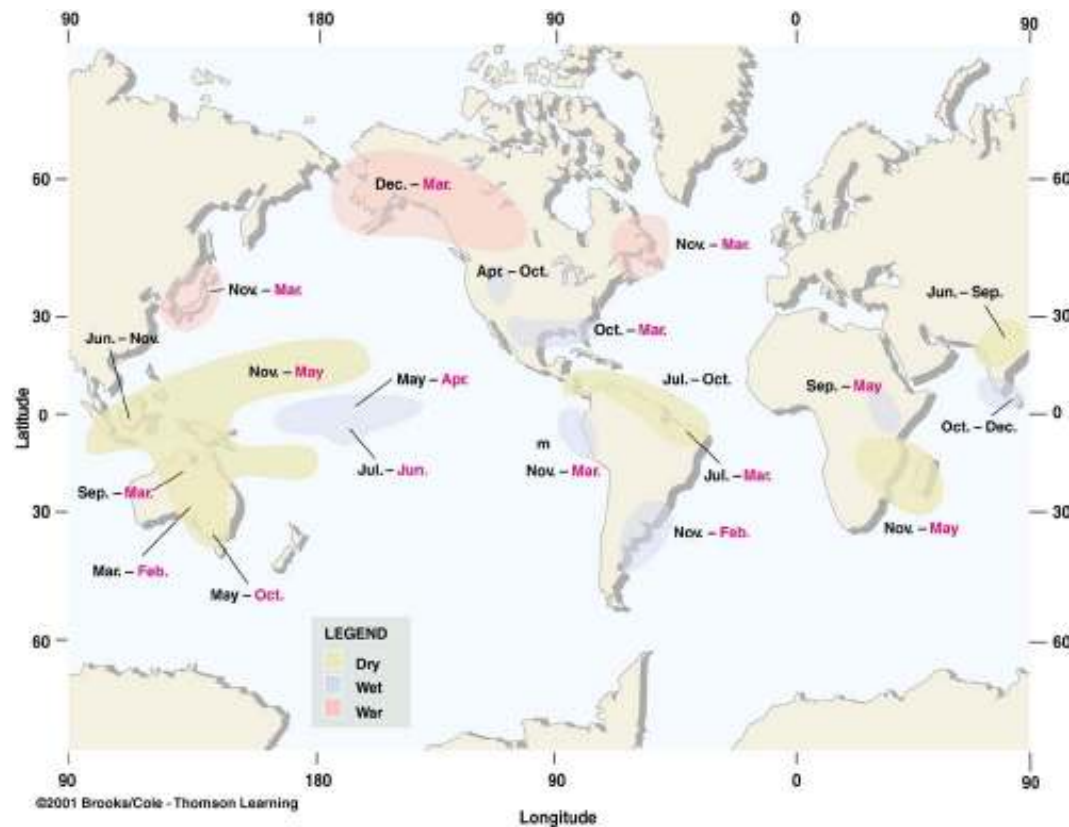 90
180
90
0
90
60
60
Dec. – Mar.
Nov. – Mar.
Apr. – Oct.
Nov. – Mar.
Jun. – Sep.
30
30
Jun. – Nov.
Oct. – Mar.
Nov. – May
May – Apr.
Jul. – Oct.
Sep. – May
Latitude
0
0
Oct. – Dec.
m
Jul. – Jun.
Nov. – Mar.
Jul. – Mar.
Sep. – Mar.
30
30
Nov. – May
Nov. – Feb.
Mar. – Feb.
May – Oct.
LEGEND
60
60
Dry
Wet
War
90
180
90
0
90
©2001 Brooks/Cole - Thomson Learning
Longitude